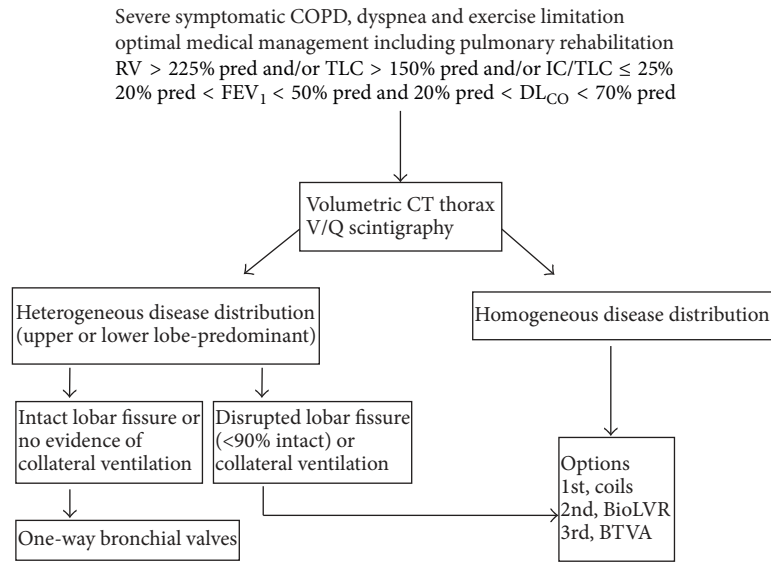 Severe symptomatic COPD, dyspnea and exercise limitation
optimal medical management including pulmonary rehabilitation
RV > 225% pred and/or TLC > 150% pred and/or IC/TLC ≤ 25%
20% pred < FEV₁ < 50% pred and 20% pred < DL_CO < 70% pred
Volumetric CT thorax
V/Q scintigraphy
Heterogeneous disease distribution
(upper or lower lobe-predominant)
Homogeneous disease distribution
Intact lobar fissure or
no evidence of
collateral ventilation
Disrupted lobar fissure
(<90% intact) or
collateral ventilation
Options
1st, coils
2nd, BioLVR
3rd, BTVA
One-way bronchial valves